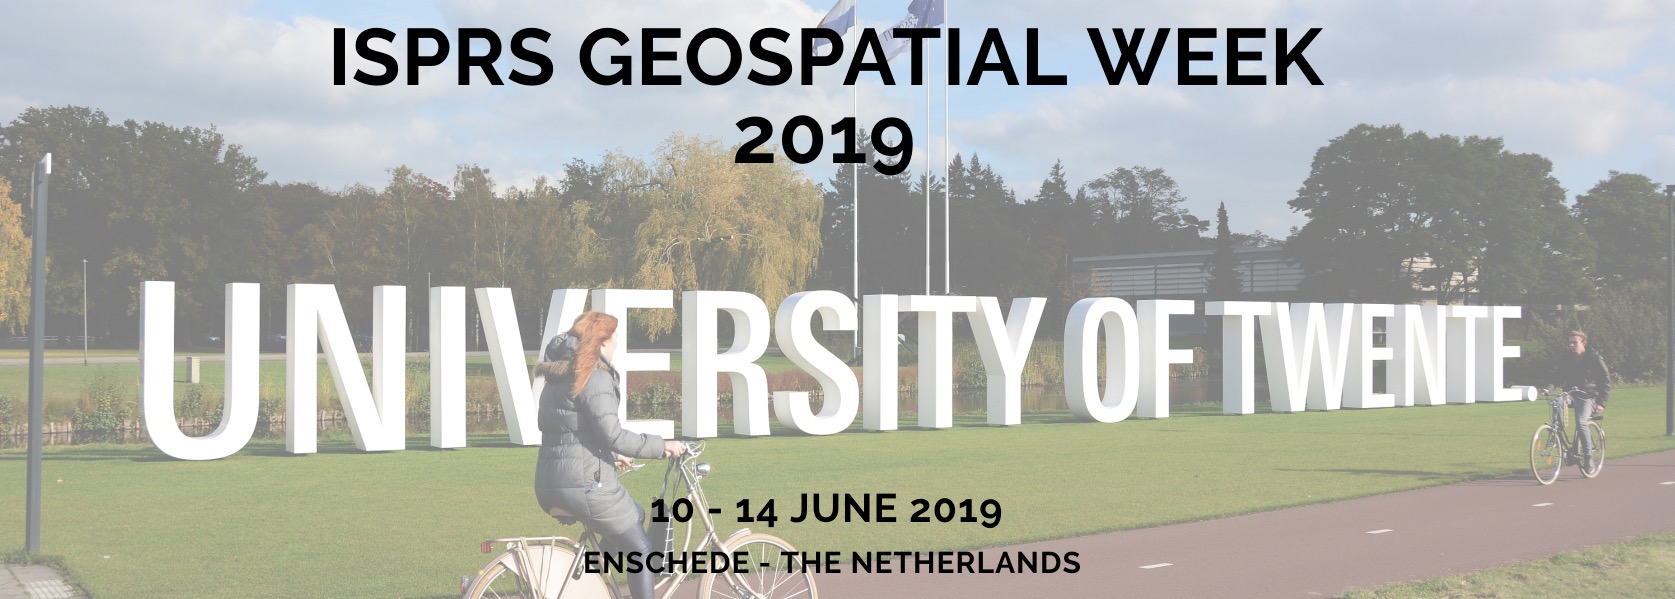 ISPRS GEOSPATIAL WEEK
2019
UNIVERSITY OF TWENTE.
10 - 14 JUNE 2019
ENSCHEDE - THE NETHERLANDS